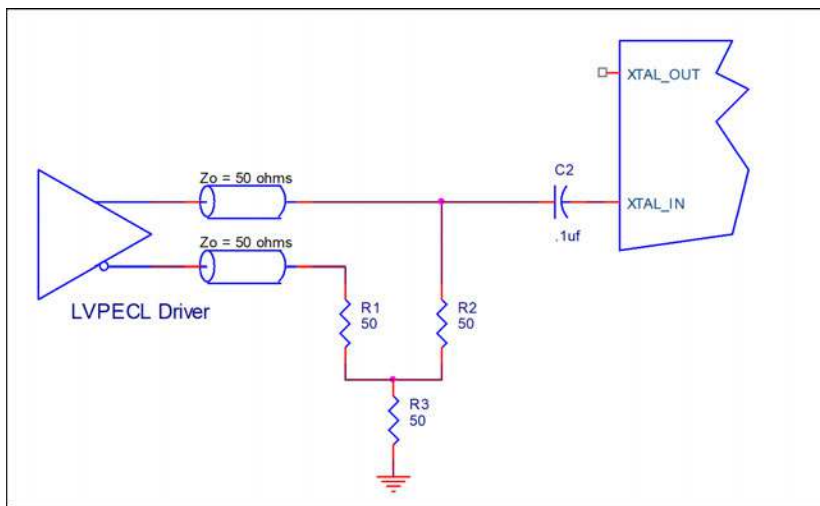 XTAL_OUT
C2
Zo = 50 ohms
XTAL_IN
.1uf
Zo = 50 ohms
LVPECL Driver
R1
50
R2
50
R3
50